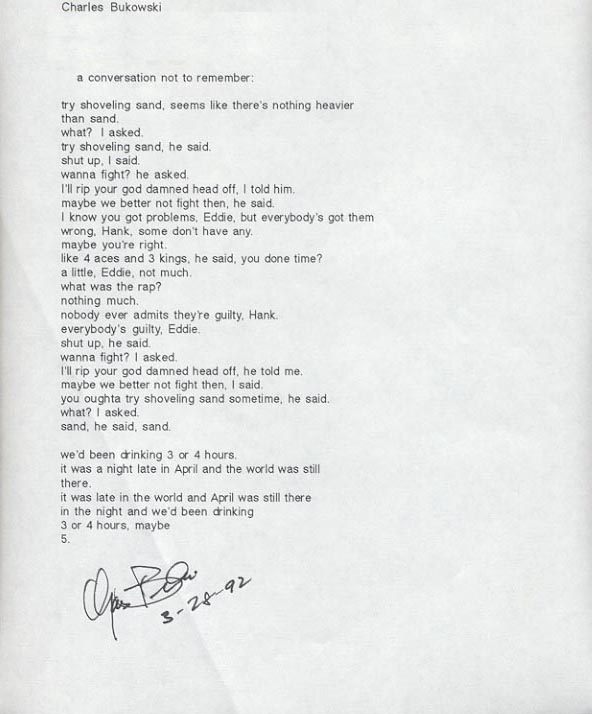 Charles Bukowski
a conversation not to remember:
try shoveling sand, seems like there's nothing heavier
than sand.
what? I asked.
try shoveling sand, he said.
shut up, I said.
wanna fight? he asked.
I'll rip your god damned head off, I told him.
maybe we better not fight then, he said.
I know you got problems, Eddie, but everybody's got them
wrong, Hank, some don't have any.
maybe you're right.
like 4 aces and 3 kings, he said, you done time?
a little, Eddie, not much.
what was the rap?
nothing much.
nobody ever admits they're guilty, Hank.
everybody's guilty, Eddie.
shut up, he said.
wanna fight? I asked.
I'll rip your god damned head off, he told me.
maybe we better not fight then, I said.
you oughta try shoveling sand sometime, he said.
what? I asked.
sand, he said, sand.
we'd been drinking 3 or 4 hours.
it was a night late in April and the world was still
there.
it was late in the world and April was still there
in the night and we'd been drinking
3 or 4 hours, maybe
5.
3-28-92